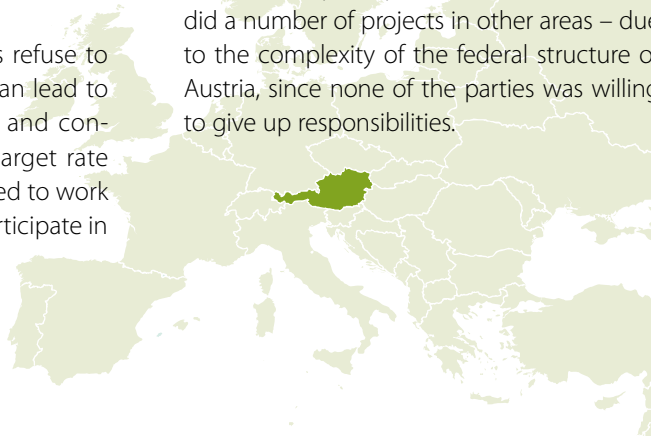 s refuse to
an lead to
and con-
arget rate
ed to work
rticipate in
did a number of projects in other areas – due
to the complexity of the federal structure o
Austria, since none of the parties was willing
to give up responsibilities.